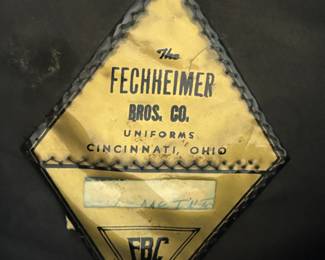 The
FECHHEIMER
BROS. CO.
UNIFORMS
CINCINNATI, OHIO
FBC